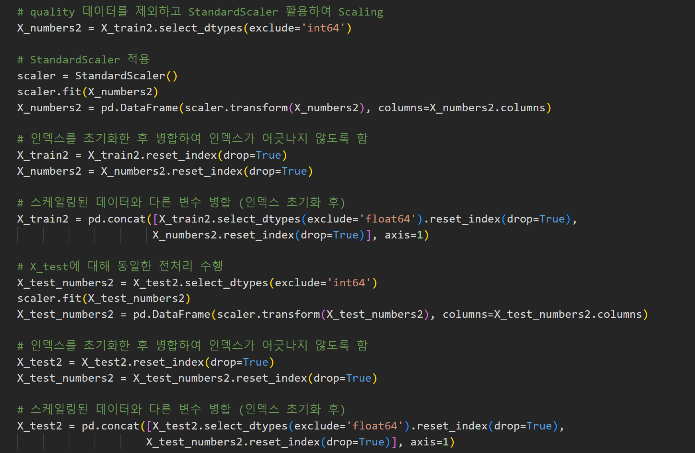 # quality 데이터를 제외하고 StandardScaler 활용하여 Scaling
X_numbers2 = X_train2.select_dtypes(exclude='int64')
# StandardScaler 적용
scaler = StandardScaler()
scaler.fit(X_numbers2)
X_numbers2 = pd.DataFrame(scaler.transform(X_numbers2), columns=X_numbers2.columns)
# 인덱스를 초기화한 후 병합하여 인덱스가 어긋나지 않도록 함
X_train2 = X_train2.reset_index(drop=True)
X_numbers2 = X_numbers2.reset_index(drop=True)
# 스케일링된 데이터와 다른 변수 병합 (인덱스 초기화 후)
X_train2 = pd.concat([X_train2.select_dtypes(exclude='float64').reset_index(drop=True),
X_numbers2.reset_index(drop=True)], axis=1)
# X_test에 대해 동일한 전처리 수행
X_test_numbers2 = X_test2.select_dtypes(exclude='int64')
scaler.fit(X_test_numbers2)
X_test_numbers2 = pd.DataFrame(scaler.transform(X_test_numbers2), columns=X_test_numbers2.columns)
# 인덱스를 초기화한 후 병합하여 인덱스가 어긋나지 않도록 함
X_test2 = X_test2.reset_index(drop=True)
X_test_numbers2 = X_test_numbers2.reset_index(drop=True)
# 스케일링된 데이터와 다른 변수 병합 (인덱스 초기화 후)
X_test2 = pd.concat([X_test2.select_dtypes(exclude='float64').reset_index(drop=True),
X_test_numbers2.reset_index(drop=True)], axis=1)